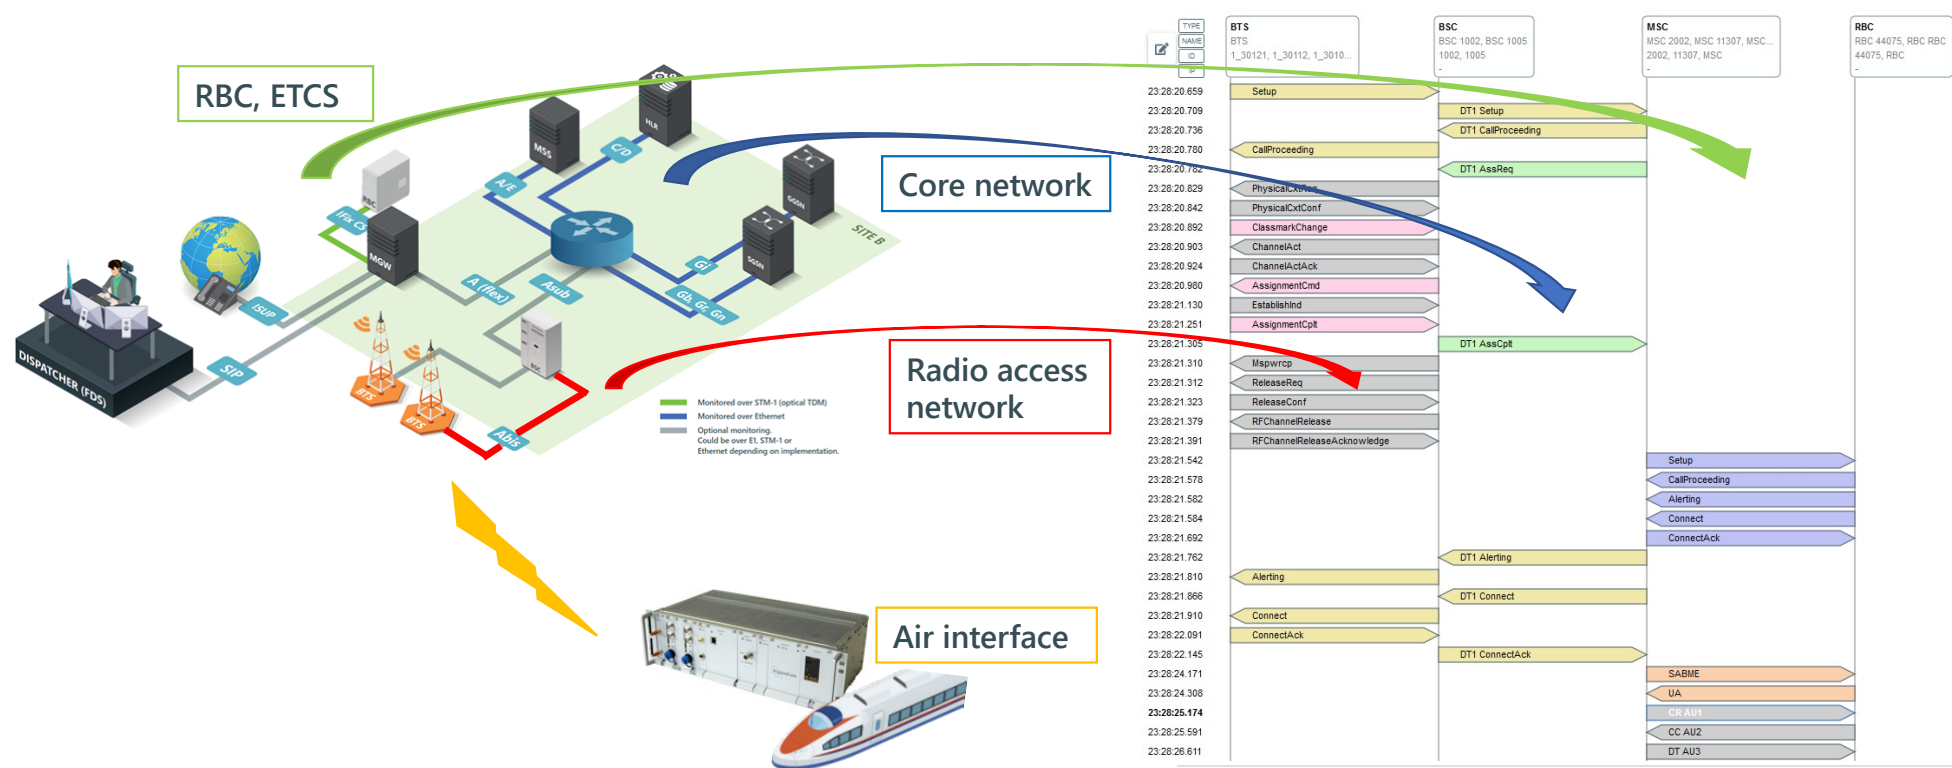 RBC, ETCS
HLR
MSS
C/D
A/E
GGSN
RBC
IFix CS
SITE B
MGW
SGSN
Gi
A (flex)
Asub
Gb, Gr, Gn
ISUP
BSC
DISPATCHER (FDS)
SIP
BTS
BTS
Abis
Core network
Radio access
network
Monitored over STM-1 (optical TDM)
Monitored over Ethernet
Optional monitoring.
Could be over E1, STM-1 or
Ethernet depending on implementation.
Air interface
TYPE
NAME
ID
IP
BTS
BTS
1_30121, 1_30112, 1_3010...
BSC
BSC 1002, BSC 1005
1002, 1005
-
MSC
MSC 2002, MSC 11307, MSC...
2002, 11307, MSC
-
RBC
RBC 44075, RBC RBC
44075, RBC
-
23:28:20.659 Setup
23:28:20.709 DT1 Setup
23:28:20.736 DT1 CallProceeding
23:28:20.780 CallProceeding
23:28:20.782 DT1 AssReq
23:28:20.829 PhysicalCxtReq
23:28:20.842 PhysicalCxtConf
23:28:20.892 ClassmarkChange
23:28:20.903 ChannelAct
23:28:20.924 ChannelActAck
23:28:20.980 AssignmentCmd
23:28:21.130 EstablishInd
23:28:21.251 AssignmentCplt
23:28:21.305 DT1 AssCplt
23:28:21.310 Mspwrcp
23:28:21.312 ReleaseReq
23:28:21.323 ReleaseConf
23:28:21.379 RFChannelRelease
23:28:21.391 RFChannelReleaseAcknowledge
23:28:21.542 Setup
23:28:21.578 CallProceeding
23:28:21.582 Alerting
23:28:21.584 Connect
23:28:21.692 ConnectAck
23:28:21.762 DT1 Alerting
23:28:21.810 Alerting
23:28:21.866 DT1 Connect
23:28:21.910 Connect
23:28:22.091 ConnectAck
23:28:22.145 DT1 ConnectAck
23:28:24.171 SABME
23:28:24.308 UA
23:28:25.174 CR AU1
23:28:25.591 CC AU2
23:28:26.611 DT AU3